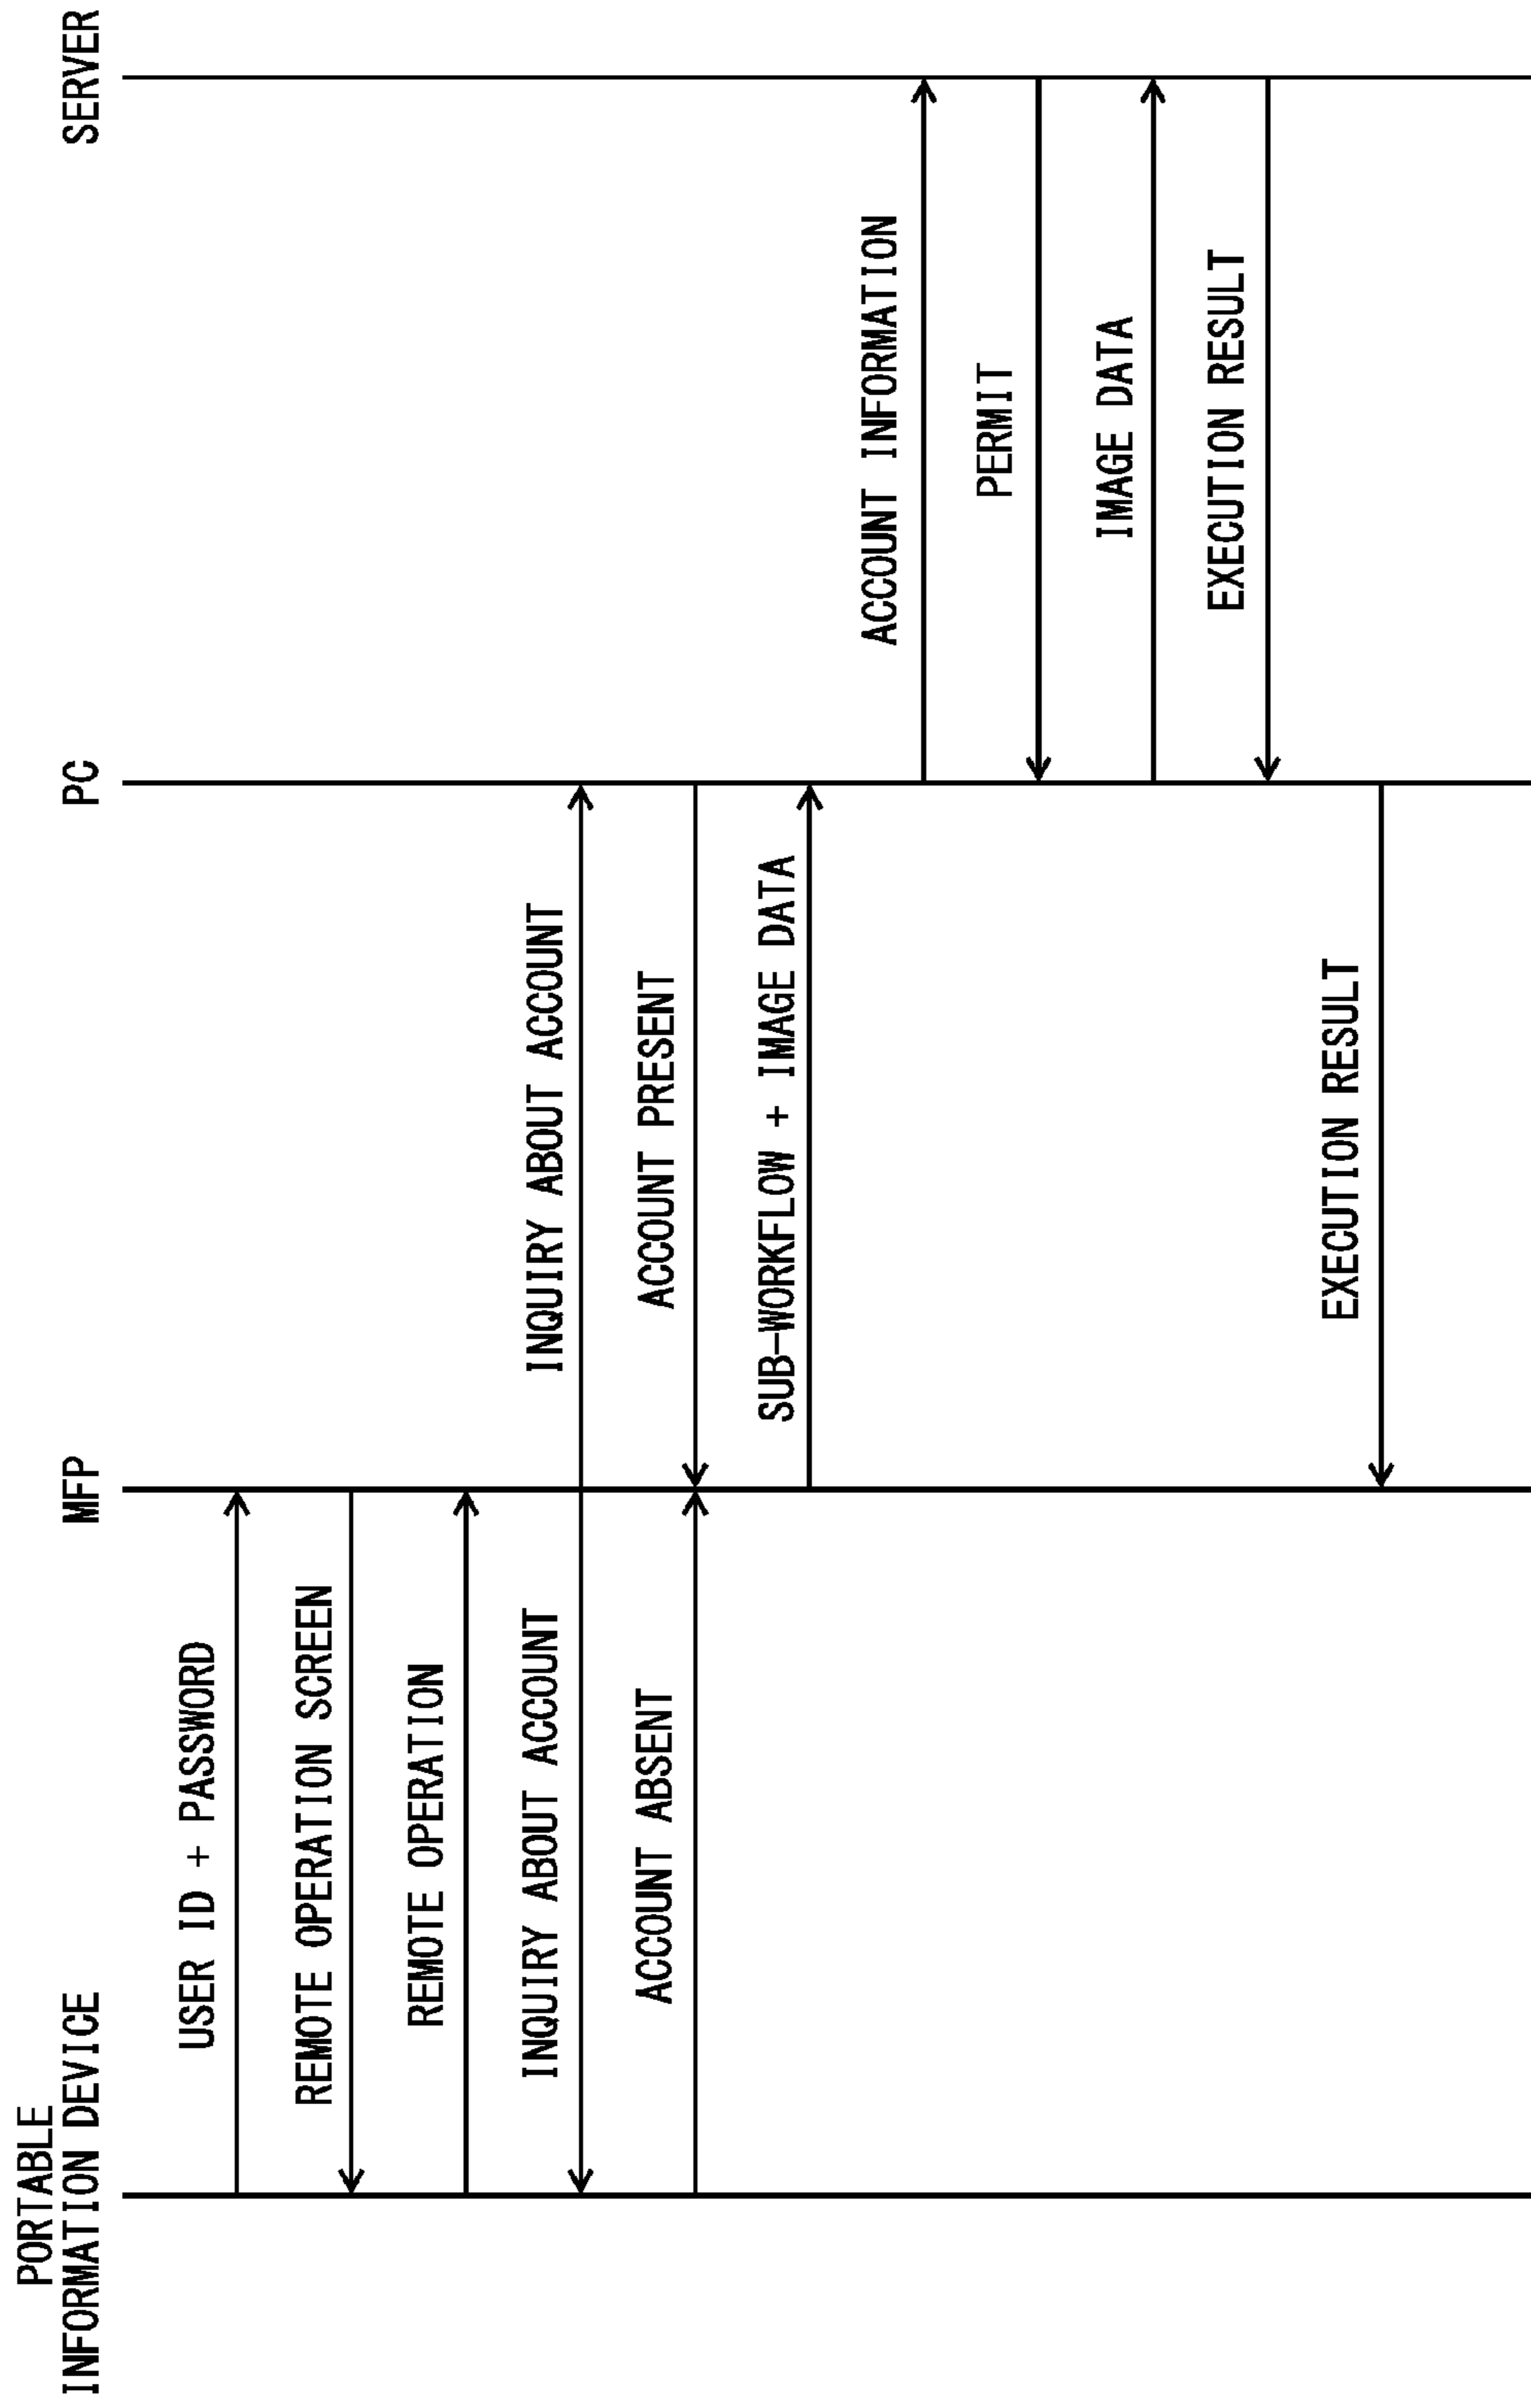 PORTABLE
INFORMATION DEVICE
MFP
PC
SERVER
USER ID + PASSWORD
REMOTE OPERATION SCREEN
REMOTE OPERATION
INQUIRY ABOUT ACCOUNT
INQUIRY ABOUT ACCOUNT
ACCOUNT ABSENT
ACCOUNT PRESENT
SUB-WORKFLOW + IMAGE DATA
ACCOUNT INFORMATION
PERMIT
IMAGE DATA
EXECUTION RESULT
EXECUTION RESULT